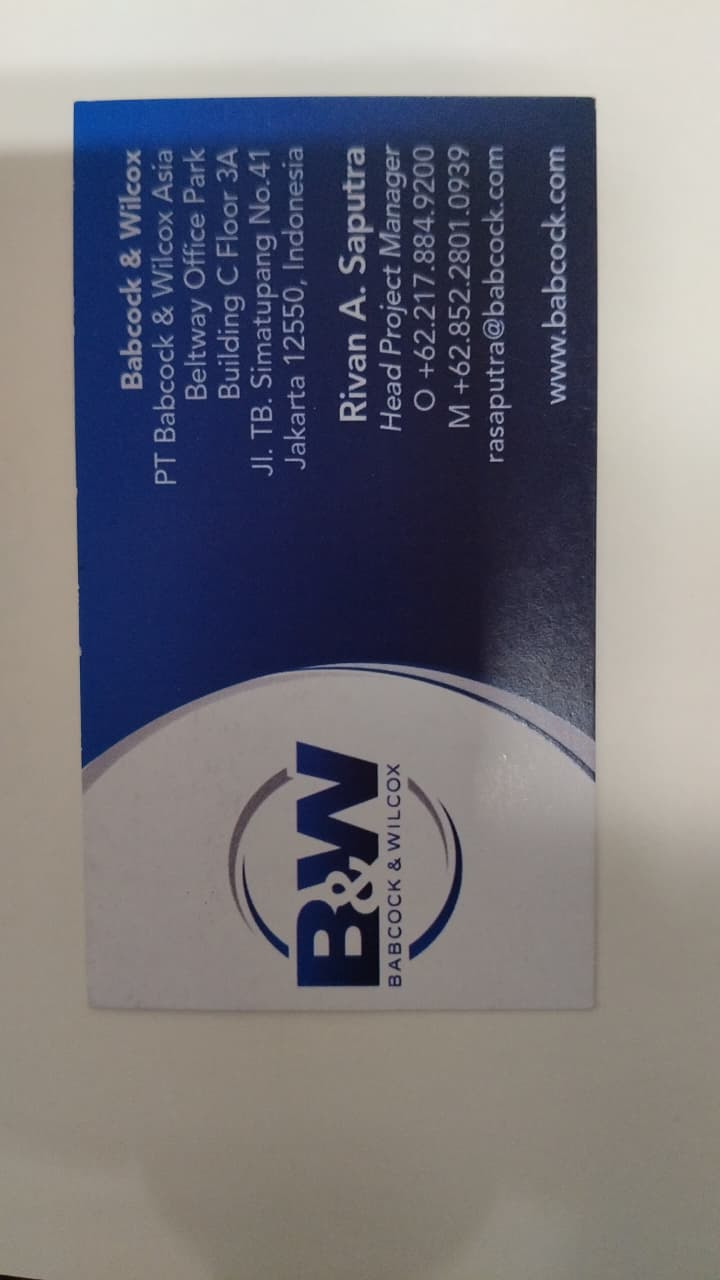 B&W
BABCOCK & WILCOX
Babcock & Wilcox
PT Babcock & Wilcox Asia
Beltway Office Park
Building C Floor 3A
Jl. TB. Simatupang No.41
Jakarta 12550, Indonesia
Rivan A. Saputra
Head Project Manager
O +62.217.884.9200
M +62.852.2801.0939
rasaputra@babcock.com
www.babcock.com